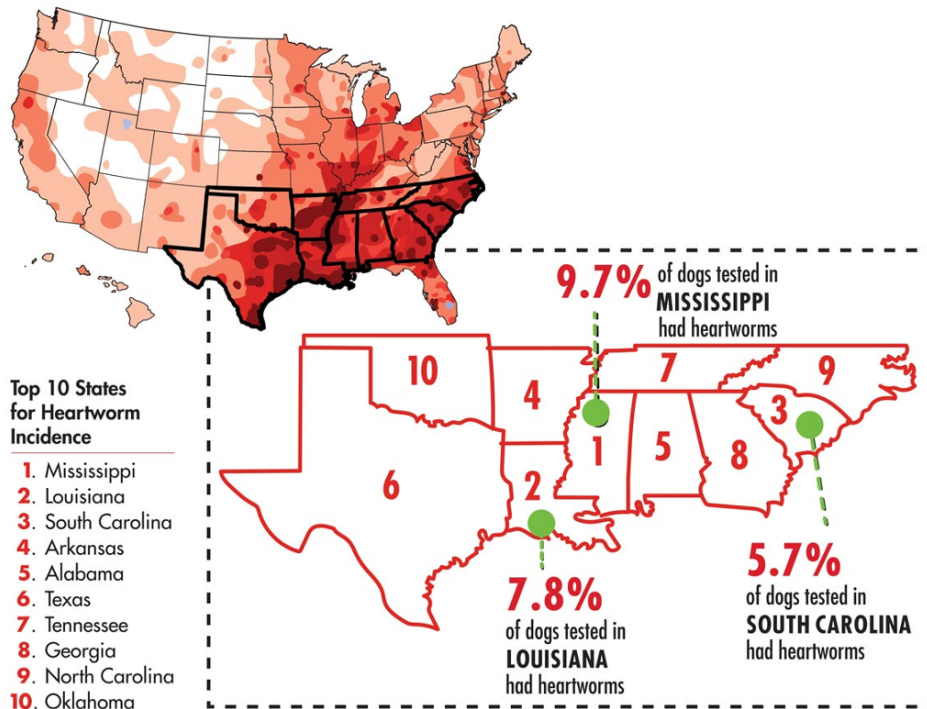 9.7% of dogs tested in
MISSISSIPPI
had heartworms
Top 10 States
for Heartworm
Incidence
1. Mississippi
2. Louisiana
3. South Carolina
4. Arkansas
5. Alabama
6. Texas
7. Tennessee
8. Georgia
9. North Carolina
10. Oklahoma
10
4
7
9
3
1
5
8
2
6
7.8%
of dogs tested in
LOUISIANA
had heartworms
5.7%
of dogs tested in
SOUTH CAROLINA
had heartworms